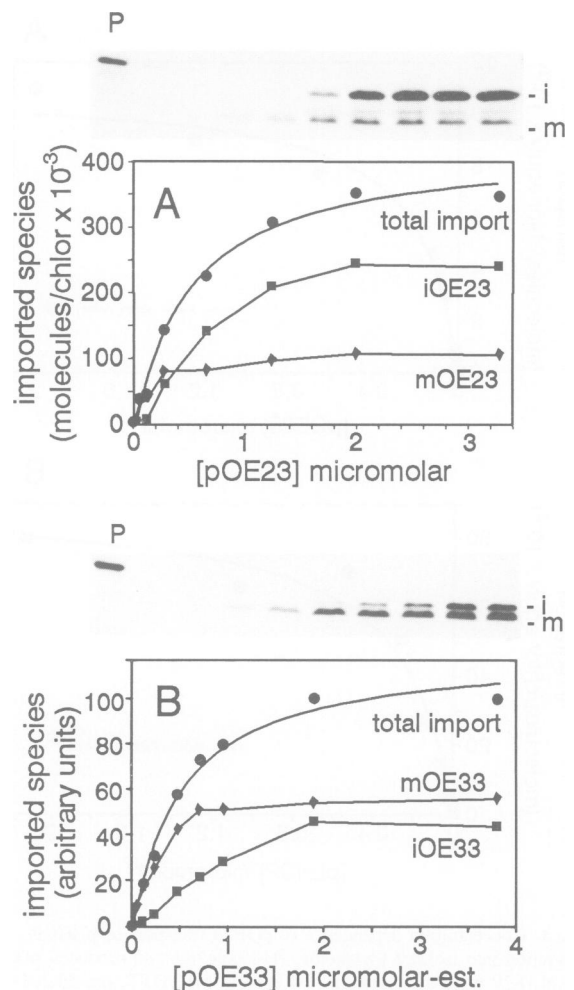 P
- i
- m
400
300
200
100
0
imported species
(molecules/chlor x 10⁻³)
A
total import
iOE23
mOE23
0 1 2 3
[pOE23] micromolar
P
- i
- m
100
80
60
40
20
0
imported species
(arbitrary units)
B
total import
mOE33
iOE33
0 1 2 3 4
[pOE33] micromolar-est.